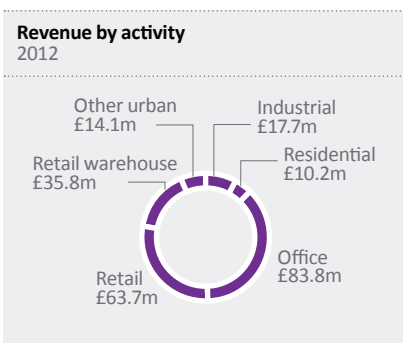 Revenue by activity
2012
Other urban
£14.1m
Industrial
£17.7m
Retail warehouse
£35.8m
Residential
£10.2m
Office
£83.8m
Retail
£63.7m